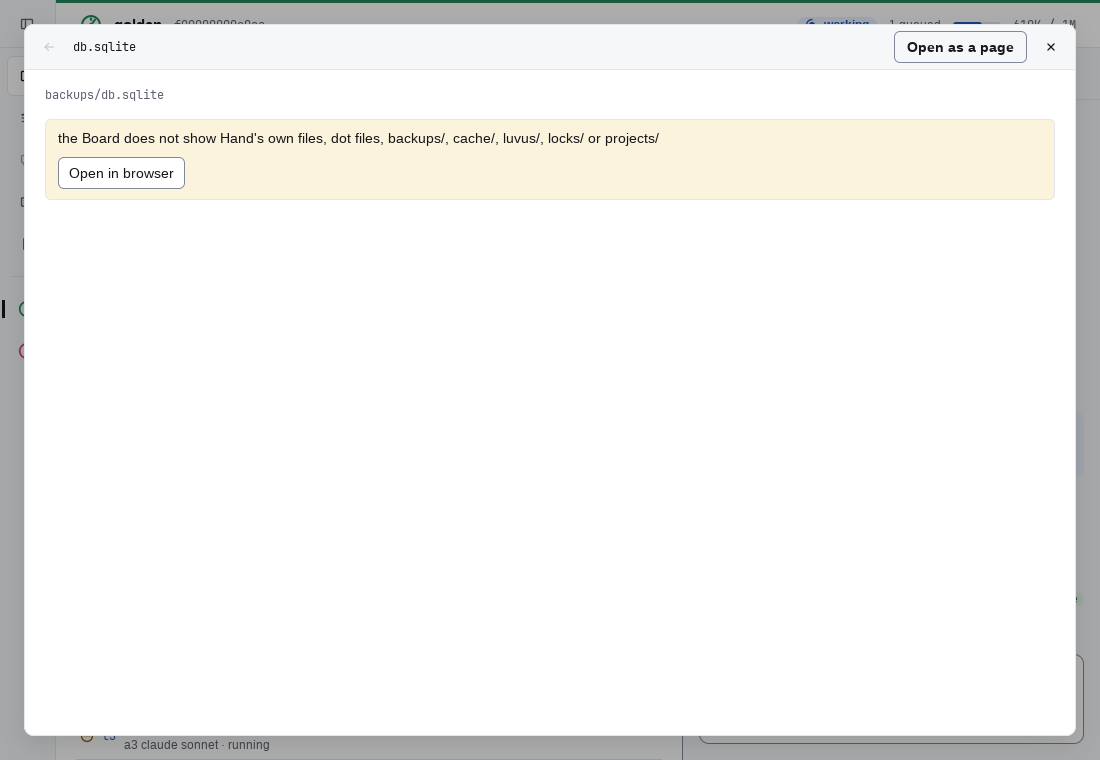 db.sqlite
Open as a page
backups/db.sqlite
the Board does not show Hand's own files, dot files, backups/, cache/, luvus/, locks/ or projects/
Open in browser
a3 claude sonnet · running